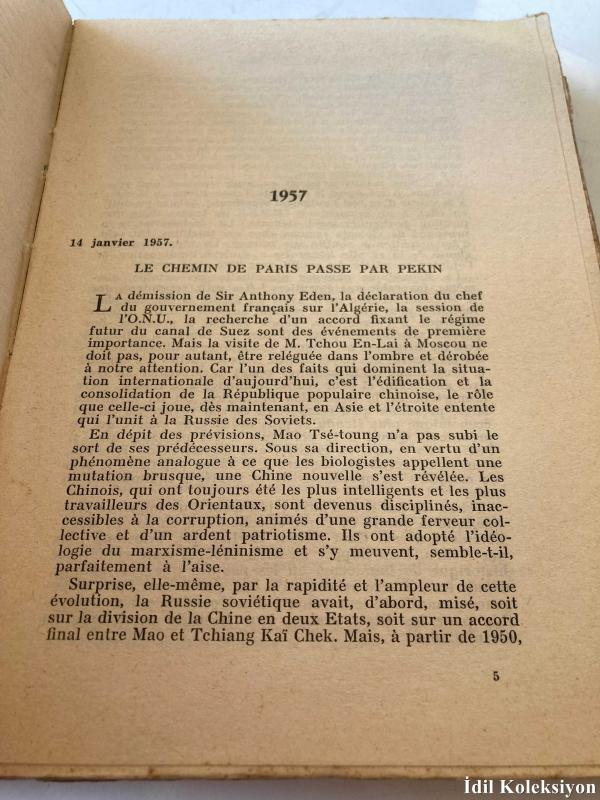 1957
14 janvier 1957.
LE CHEMIN DE PARIS PASSE PAR PEKIN
LA démission de Sir Anthony Eden, la déclaration du chef
du gouvernement français sur l'Algérie, la session de
l'O.N.U., la recherche d'un accord fixant le régime
futur du canal de Suez sont des événements de première
importance. Mais la visite de M. Tchou En-Lai à Moscou ne
doit pas, pour autant, être reléguée dans l'ombre et dérobée
à notre attention. Car l'un des faits qui dominent la situa-
tion internationale d'aujourd'hui, c'est l'édification et la
consolidation de la République populaire chinoise, le rôle
que celle-ci joue, dès maintenant, en Asie et l'étroite entente
qui l'unit à la Russie des Soviets.
En dépit des prévisions, Mao Tsé-toung n'a pas subi le
sort de ses prédécesseurs. Sous sa direction, en vertu d'un
phénomène analogue à ce que les biologistes appellent une
mutation brusque, une Chine nouvelle s'est révélée. Les
Chinois, qui ont toujours été les plus intelligents et les plus
travailleurs des Orientaux, sont devenus disciplinés, inac-
cessibles à la corruption, animés d'une grande ferveur col-
lective et d'un ardent patriotisme. Ils ont adopté l'idéo-
logie du marxisme-léninisme et s'y meuvent, semble-t-il,
parfaitement à l'aise.
Surprise, elle-même, par la rapidité et l'ampleur de cette
évolution, la Russie soviétique avait, d'abord, misé, soit
sur la division de la Chine en deux Etats, soit sur un accord
final entre Mao et Tchiang Kaï Chek. Mais, à partir de 1950,
5
İdil Koleksiyon